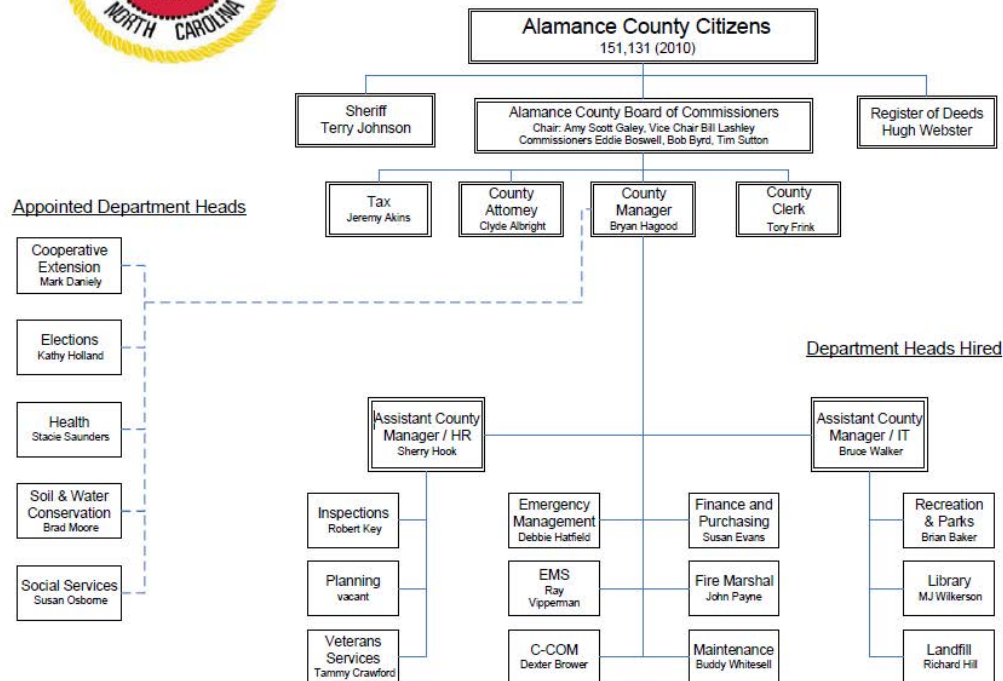 NORTH CAROLINA
Alamance County Citizens
151,131 (2010)
Sheriff
Terry Johnson
Alamance County Board of Commissioners
Chair: Amy Scott Galey, Vice Chair Bill Lashley
Commissioners Eddie Boswell, Bob Byrd, Tim Sutton
Register of Deeds
Hugh Webster
Tax
Jeremy Akins
County
Attorney
Clyde Albright
County
Manager
Bryan Hagood
County
Clerk
Tory Frink
Appointed Department Heads
Cooperative
Extension
Mark Daniely
Elections
Kathy Holland
Health
Stacie Saunders
Soil & Water
Conservation
Brad Moore
Social Services
Susan Osborne
Department Heads Hired
Assistant County
Manager / HR
Sherry Hook
Assistant County
Manager / IT
Bruce Walker
Inspections
Robert Key
Planning
vacant
Veterans
Services
Tammy Crawford
Emergency
Management
Debbie Hatfield
EMS
Ray
Vipperman
C-COM
Dexter Brower
Finance and
Purchasing
Susan Evans
Fire Marshal
John Payne
Maintenance
Buddy Whitesell
Recreation
& Parks
Brian Baker
Library
MJ Wilkerson
Landfill
Richard Hill